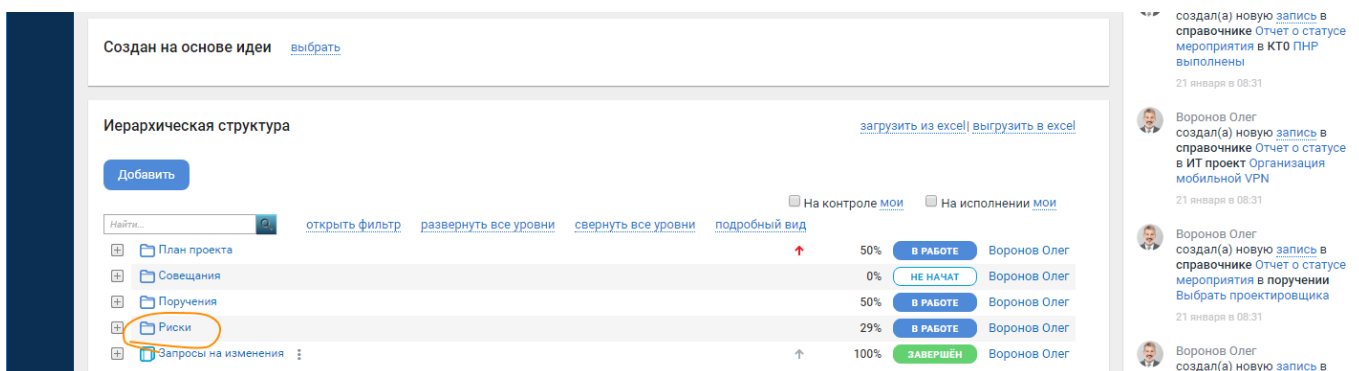 Создан на основе идеи выбрать
Иерархическая структура загрузить из excel| выгрузить в excel
Добавить
На контроле мои На исполнении мои
Найти... открыть фильтр развернуть все уровни свернуть все уровни подробный вид
План проекта 50% В РАБОТЕ Воронов Олег
Совещания 0% НЕ НАЧАТ Воронов Олег
Поручения 50% В РАБОТЕ Воронов Олег
Риски 29% В РАБОТЕ Воронов Олег
Запросы на изменения 100% ЗАВЕРШЁН Воронов Олег
создал(а) новую запись в
справочнике Отчет о статусе
мероприятия в КТ0 ПНР
выполнены
21 января в 08:31
Воронов Олег
создал(а) новую запись в
справочнике Отчет о статусе
в ИТ проект Организация
мобильной VPN
21 января в 08:31
Воронов Олег
создал(а) новую запись в
справочнике Отчет о статусе
мероприятия в поручении
Выбрать проектировщика
21 января в 08:31
Воронов Олег
создал(а) новую запись в